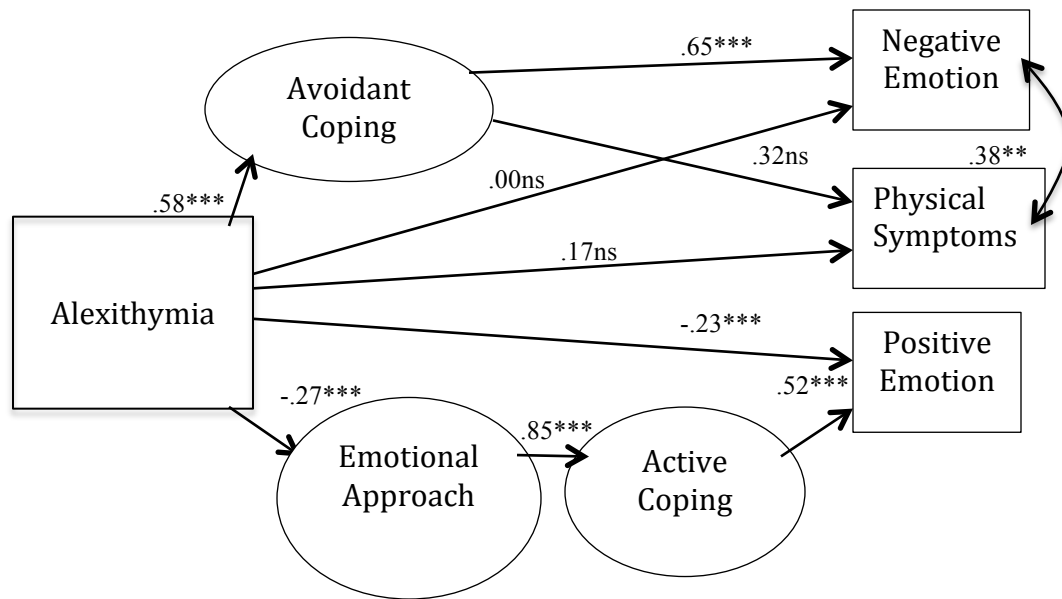 Negative
Emotion
.65***
Avoidant
Coping
.32ns
.38**
.00ns
.58***
Physical
Symptoms
.17ns
Alexithymia
-.23***
Positive
Emotion
-.27***
.52***
.85***
Emotional
Approach
Active
Coping